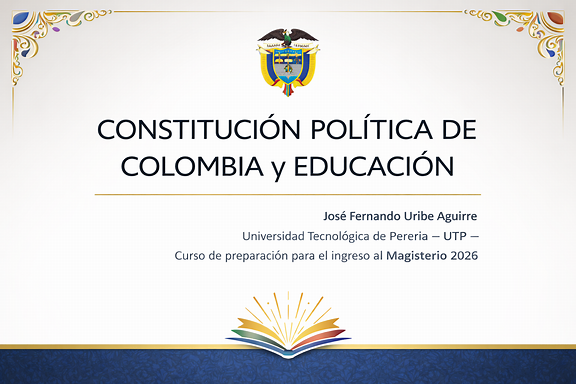 CONSTITUCIÓN POLÍTICA DE
COLOMBIA y EDUCACIÓN
José Fernando Uribe Aguirre
Universidad Tecnológica de Pereria – UTP –
Curso de preparación para el ingreso al Magisterio 2026